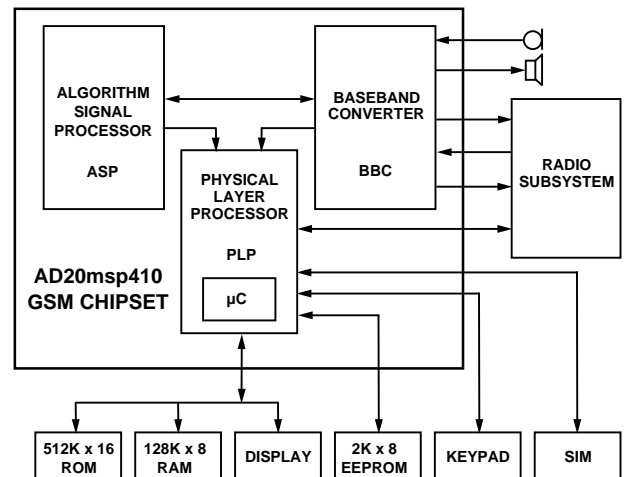 ALGORITHM
SIGNAL
PROCESSOR
ASP
BASEBAND
CONVERTER
BBC
RADIO
SUBSYSTEM
PHYSICAL
LAYER
PROCESSOR
PLP
µC
AD20msp410
GSM CHIPSET
512K x 16
ROM
128K x 8
RAM
DISPLAY
2K x 8
EEPROM
KEYPAD
SIM